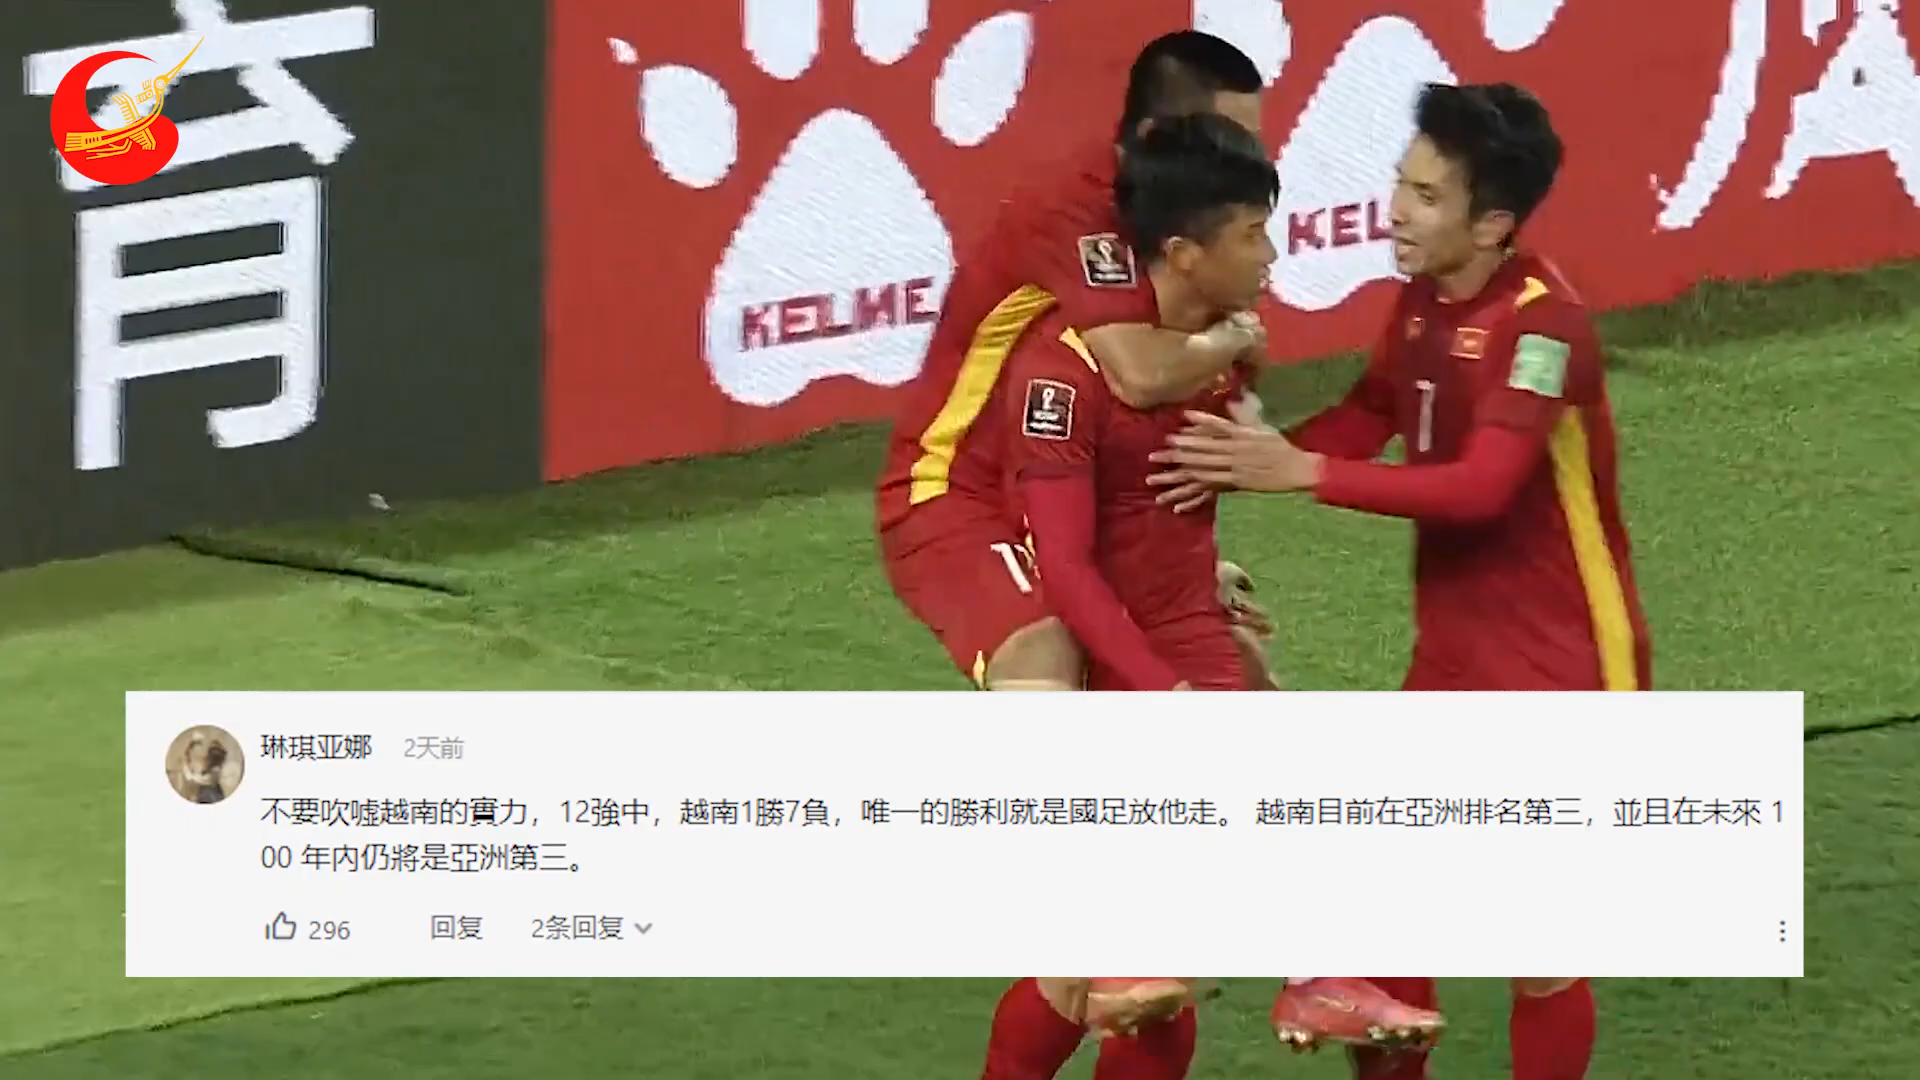 育
KELME
KEL
琳琪亚娜 2天前
不要吹噓越南的實力，12強中，越南1勝7負，唯一的勝利就是國足放他走。 越南目前在亞洲排名第三，並且在未來 1
00 年內仍將是亞洲第三。
296 回复 2条回复